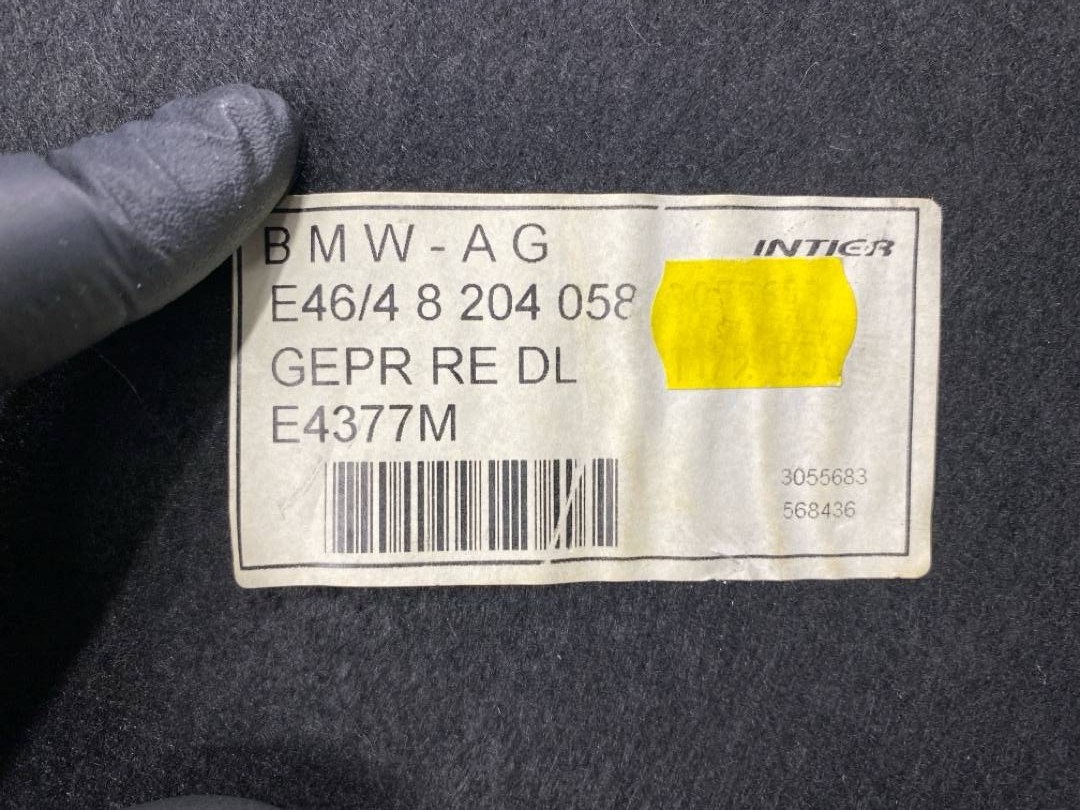 BMW-AG
INTIER
E46/4 8 204 058
GEPR RE DL
E4377M
3055683
568436